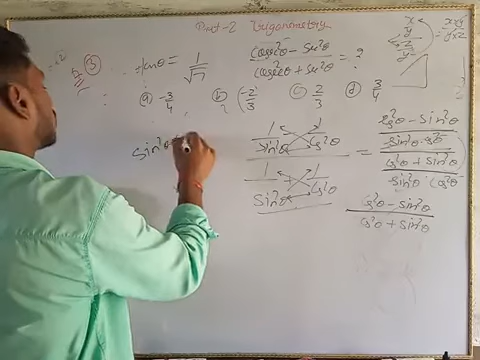 Part-2 Trigonometry
③ tanθ = 1/√7 (cosec²θ - sec²θ)/(cosec²θ + sec²θ) = ?
ⓐ -3/4 ⓑ -2/3 ⓒ 2/3 ⓓ 3/4
1/sin²θ 1/cos²θ
1/sin²θ 1/cos²θ
= cos²θ - sin²θ
sin²θ · cos²θ
cos²θ + sin²θ
sin²θ · cos²θ
cos²θ - sin²θ
cos²θ + sin²θ
sin²θ +